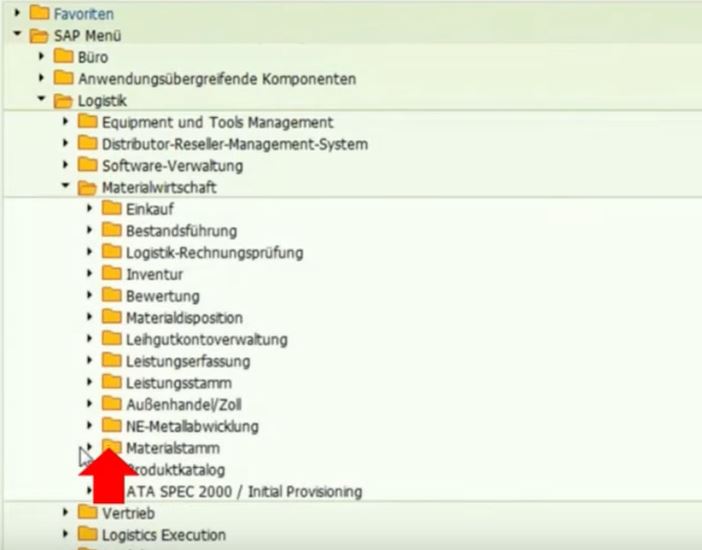 Favoriten
SAP Menü
Büro
Anwendungsübergreifende Komponenten
Logistik
Equipment und Tools Management
Distributor-Reseller-Management-System
Software-Verwaltung
Materialwirtschaft
Einkauf
Bestandsführung
Logistik-Rechnungsprüfung
Inventur
Bewertung
Materialdisposition
Leihgutkontoverwaltung
Leistungserfassung
Leistungsstamm
Außenhandel/Zoll
NE-Metallabwicklung
Materialstamm
Produktkatalog
ATA SPEC 2000 / Initial Provisioning
Vertrieb
Logistics Execution